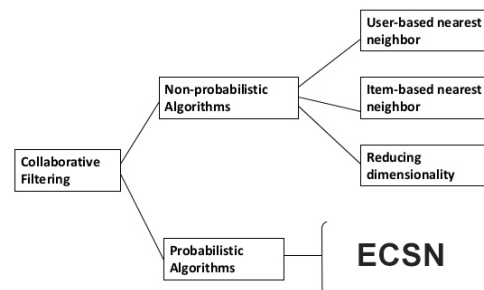 User-based nearest
neighbor
Non-probabilistic
Algorithms
Item-based nearest
neighbor
Collaborative
Filtering
Reducing
dimensionality
Probabilistic
Algorithms
ECSN